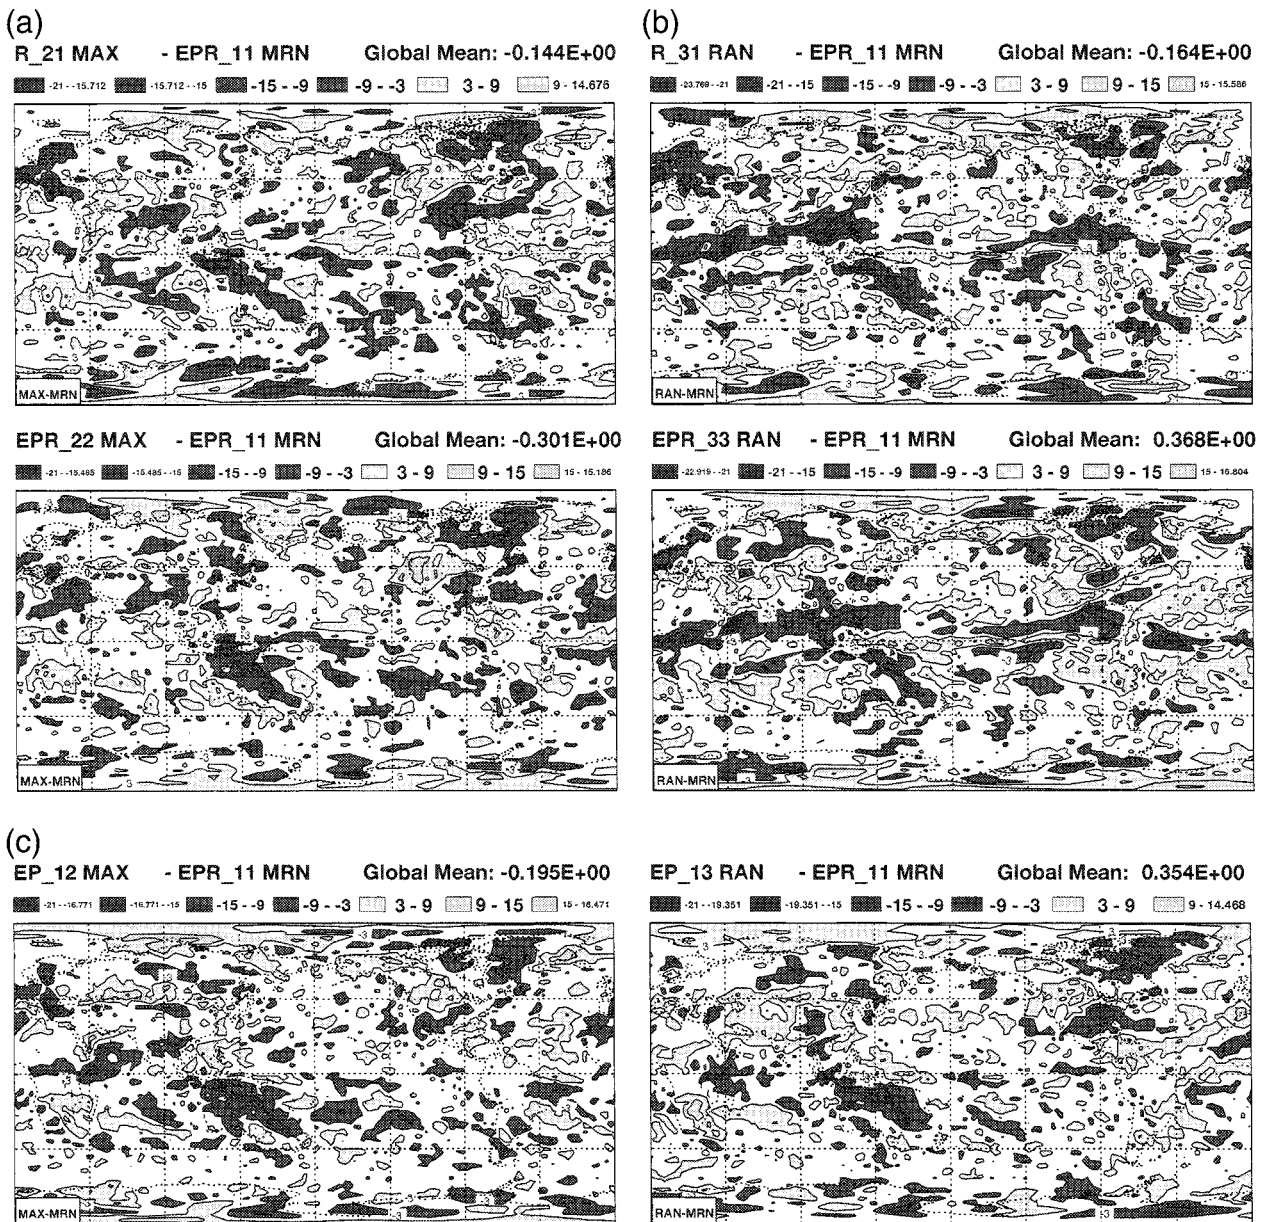 (a)
R_21 MAX - EPR_11 MRN Global Mean: -0.144E+00
-21 - -15.712 -15.712 - -15 -15 - -9 -9 - -3 3 - 9 9 - 14.676
MAX-MRN
(b)
R_31 RAN - EPR_11 MRN Global Mean: -0.164E+00
-23.769 - -21 -21 - -15 -15 - -9 -9 - -3 3 - 9 9 - 15 15 - 15.586
RAN-MRN
EPR_22 MAX - EPR_11 MRN Global Mean: -0.301E+00
-21 - -15.485 -15.485 - -15 -15 - -9 -9 - -3 3 - 9 9 - 15 15 - 15.186
MAX-MRN
EPR_33 RAN - EPR_11 MRN Global Mean: 0.368E+00
-22.919 - -21 -21 - -15 -15 - -9 -9 - -3 3 - 9 9 - 15 15 - 16.804
RAN-MRN
(c)
EP_12 MAX - EPR_11 MRN Global Mean: -0.195E+00
-21 - -16.771 -16.771 - -15 -15 - -9 -9 - -3 3 - 9 9 - 15 15 - 16.471
MAX-MRN
EP_13 RAN - EPR_11 MRN Global Mean: 0.354E+00
-21 - -19.351 -19.351 - -15 -15 - -9 -9 - -3 3 - 9 9 - 14.468
RAN-MRN